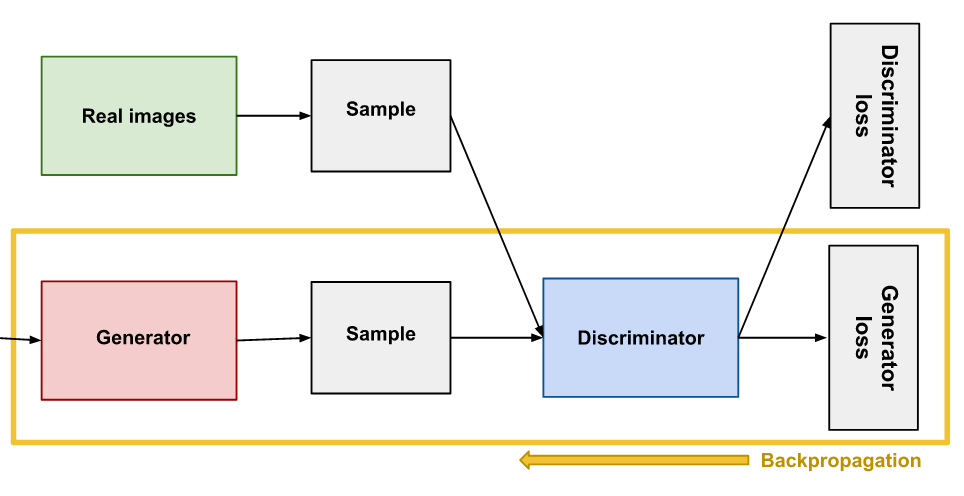 Real images
Sample
Discriminator
loss
Generator
Sample
Discriminator
Generator
loss
Backpropagation